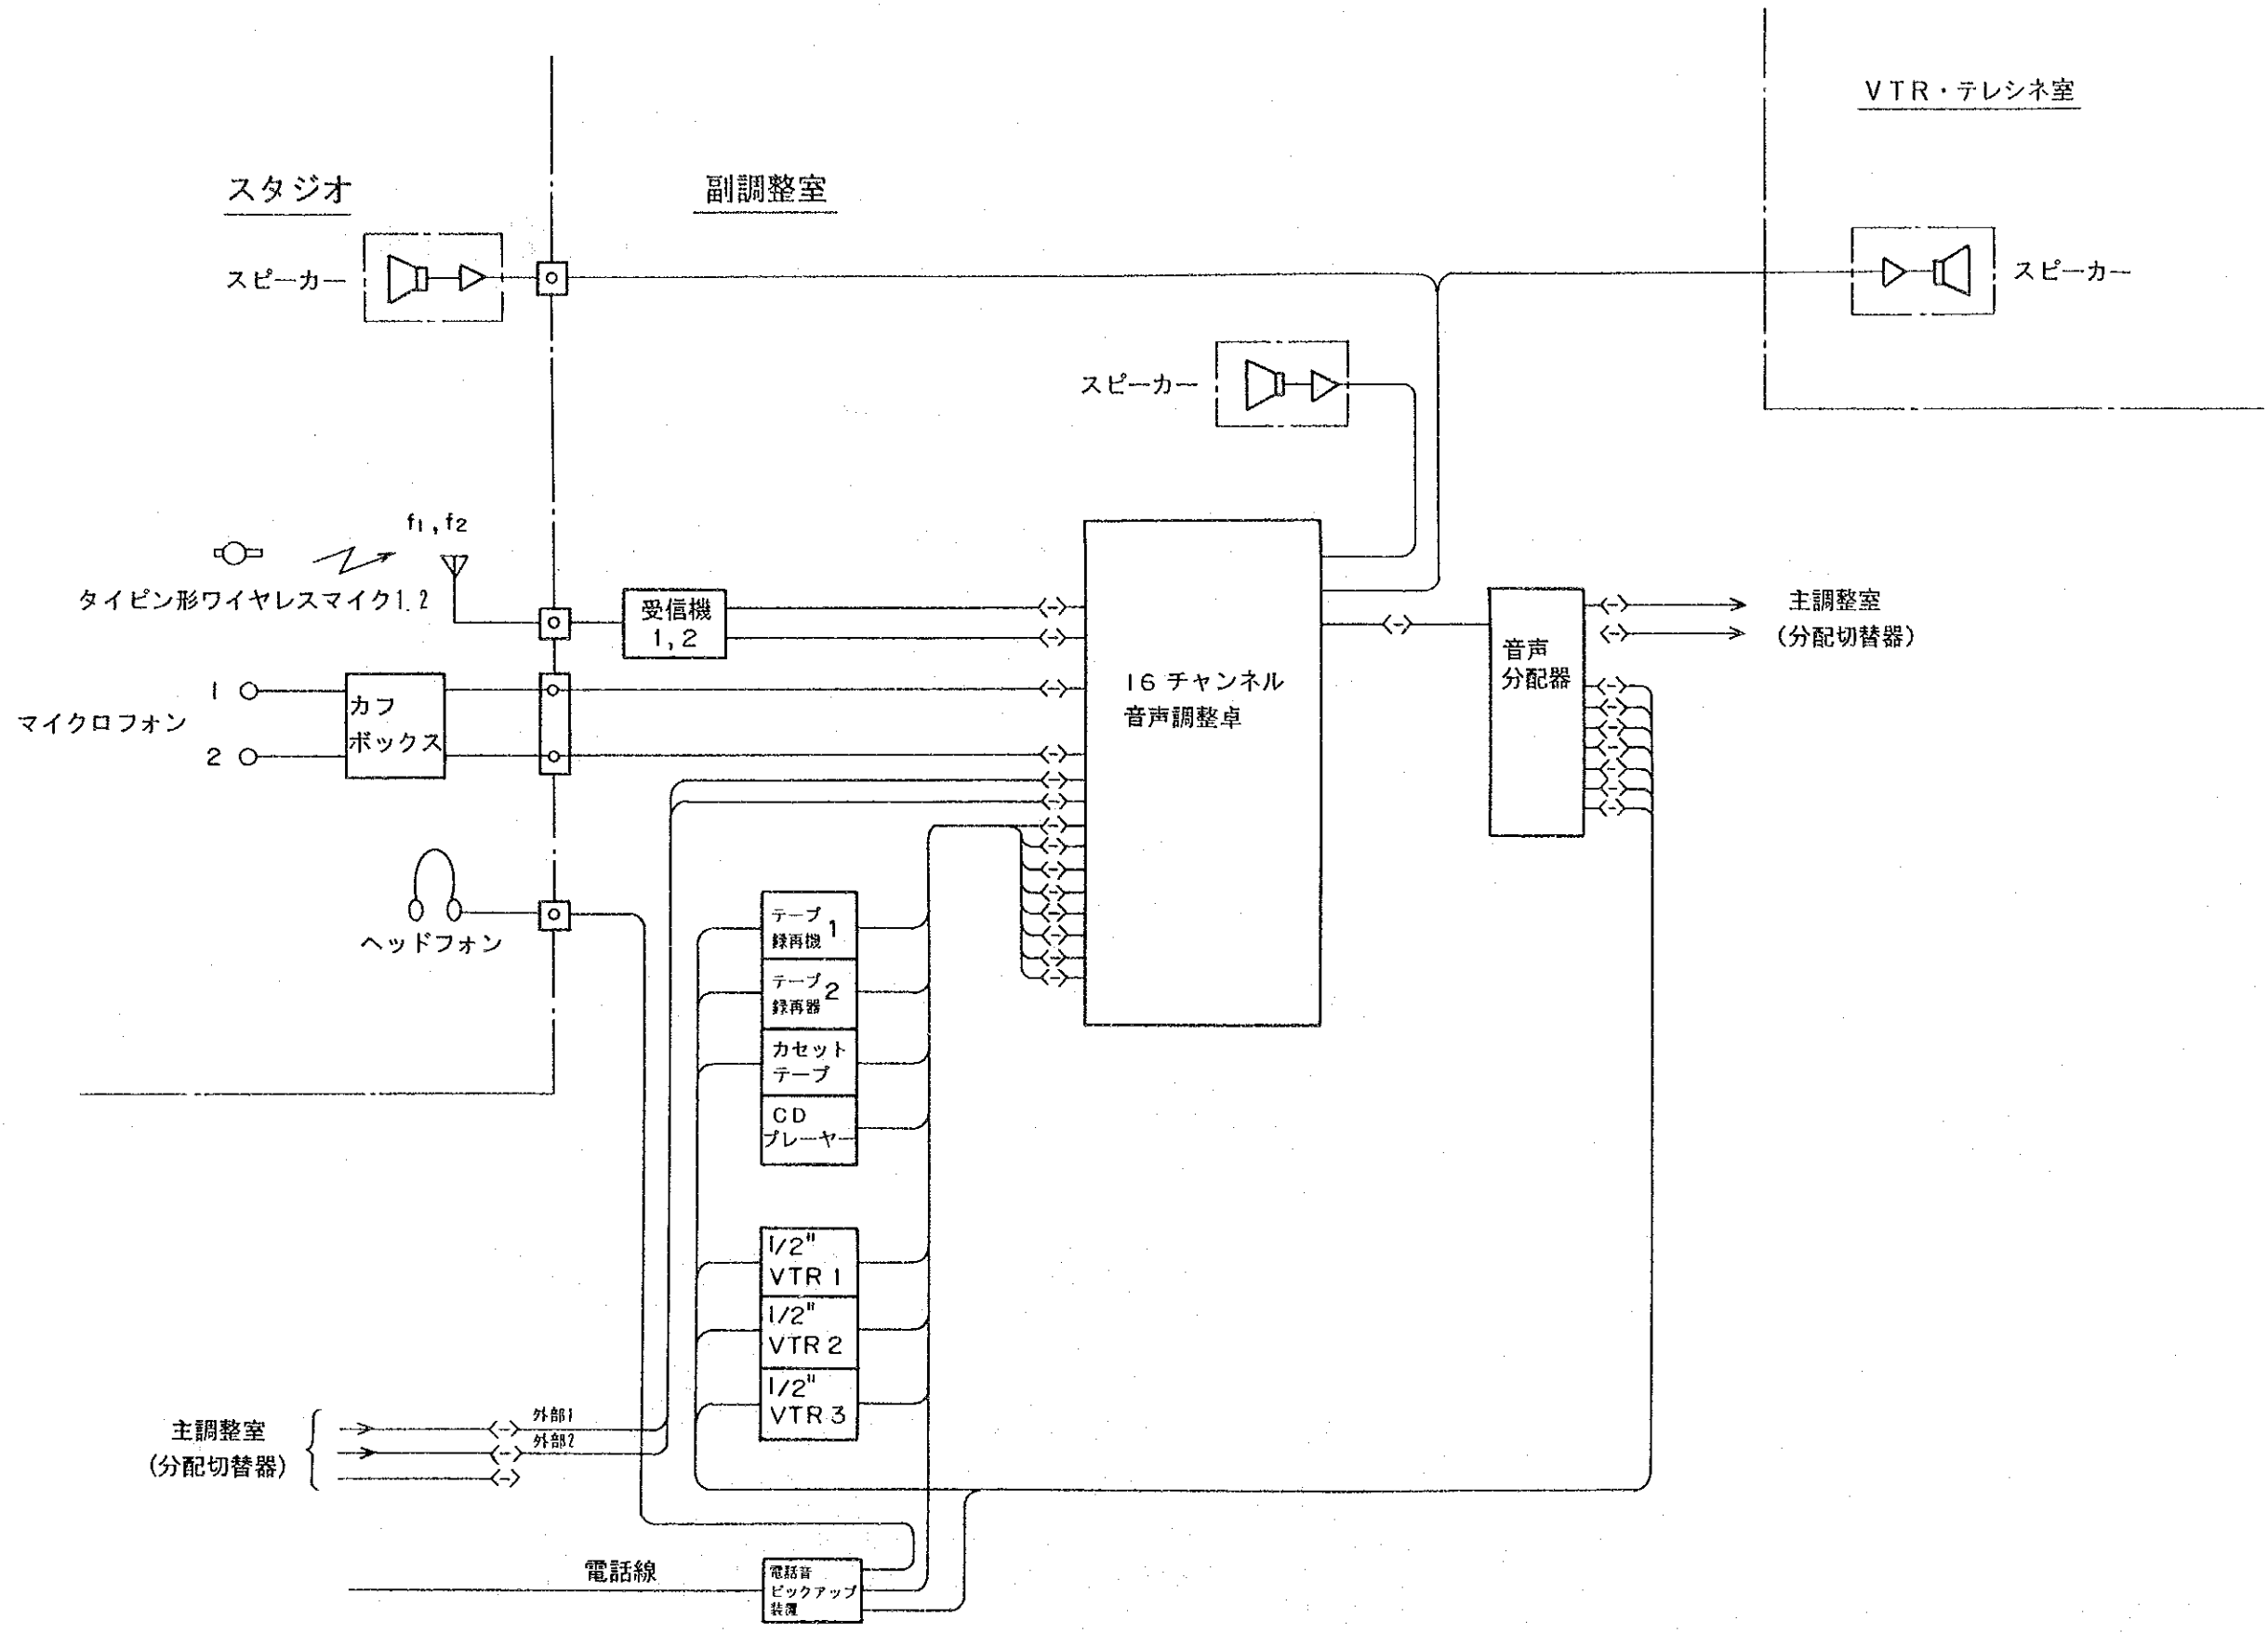 VTR・テレシネ室
スタジオ
副調整室
スピーカー
スピーカー
スピーカー
f1,f2
タイピン形ワイヤレスマイク1.2
受信機
1,2
主調整室
(分配切替器)
音声
分配器
16チャンネル
音声調整卓
1
マイクロフォン
2
カフ
ボックス
ヘッドフォン
テープ 1
録再機
テープ 2
録再器
カセット
テープ
CD
プレーヤー
1/2"
VTR1
1/2"
VTR2
1/2"
VTR3
主調整室
(分配切替器)
外部1
外部2
電話線
電話音
ピックアップ
装置